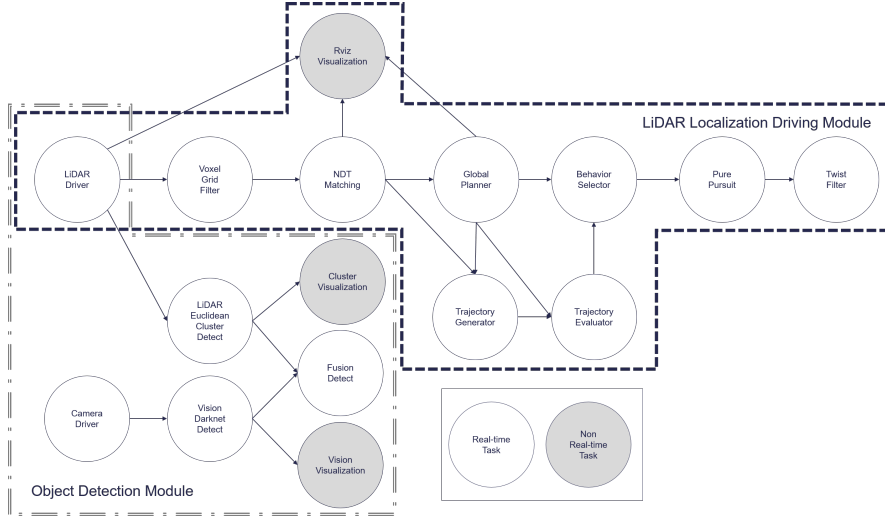 Rviz
Visualization
LiDAR Localization Driving Module
LiDAR
Driver
Voxel
Grid
Filter
NDT
Matching
Global
Planner
Behavior
Selector
Pure
Pursuit
Twist
Filter
Cluster
Visualization
LiDAR
Euclidean
Cluster
Detect
Trajectory
Generator
Trajectory
Evaluator
Fusion
Detect
Camera
Driver
Vision
Darknet
Detect
Vision
Visualization
Real-time
Task
Non
Real-time
Task
Object Detection Module